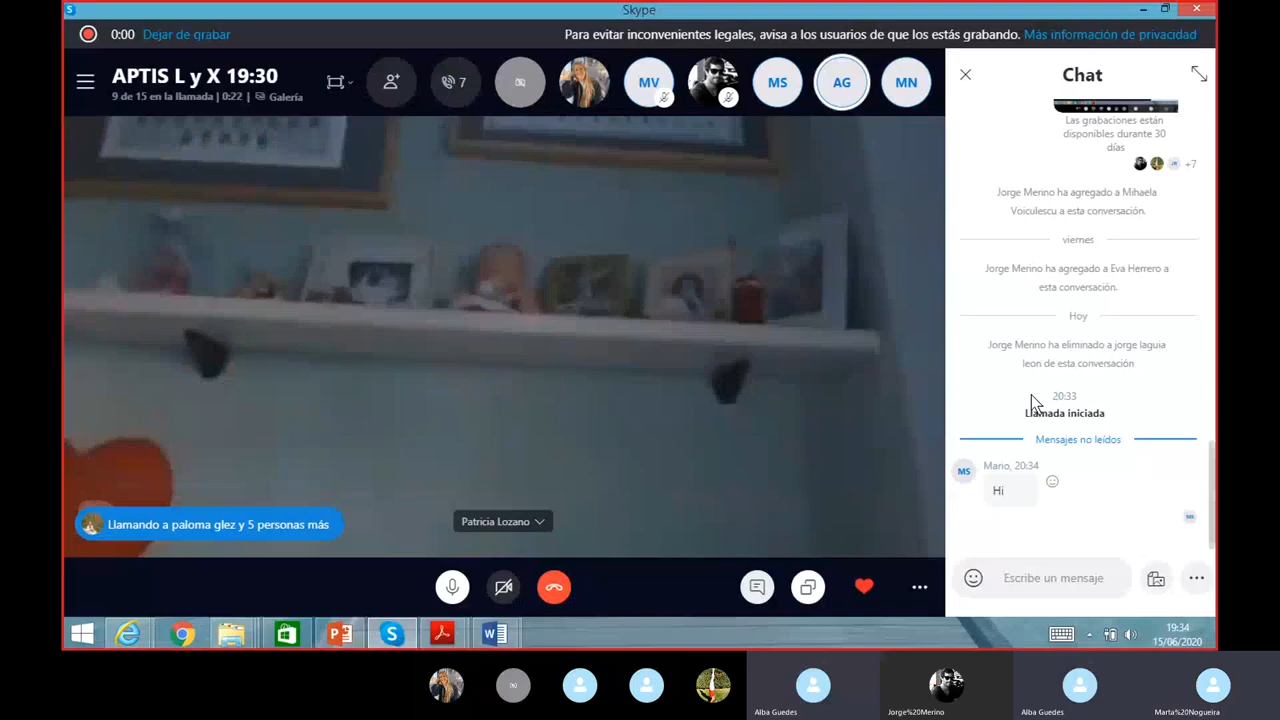 Skype
0:00 Dejar de grabar
Para evitar inconvenientes legales, avisa a los usuarios de que los estás grabando. Más información de privacidad
APTIS L y X 19:30
9 de 15 en la llamada | 0:22 | Galería
7
MV
MS
AG
MN
Chat
Las grabaciones están
disponibles durante 30
días
+7
Jorge Merino ha agregado a Mihaela
Voiculescu a esta conversación.
viernes
Jorge Merino ha agregado a Eva Herrero a
esta conversación.
Hoy
Jorge Merino ha eliminado a jorge laguia
leon de esta conversación
20:33
Llamada iniciada
Mensajes no leídos
MS
Mario, 20:34
Hi
Llamando a paloma glez y 5 personas más
Patricia Lozano
Escribe un mensaje
19:34
15/06/2020
Alba Guedes
Jorge%20Merino
Alba Guedes
Marta%20Nogueira